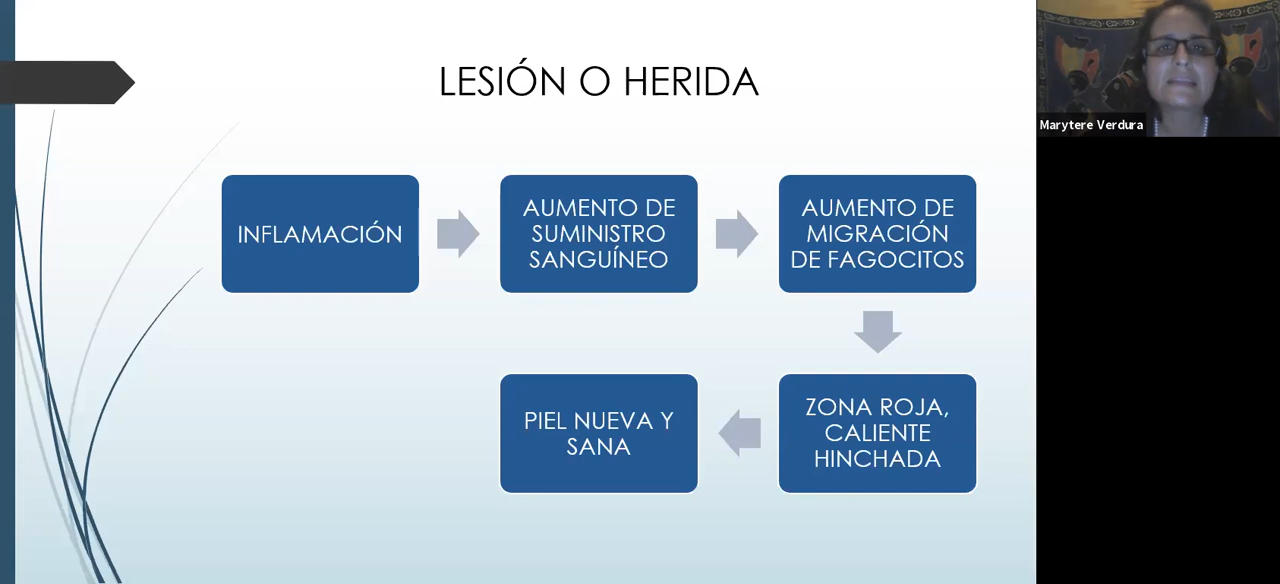 LESIÓN O HERIDA
INFLAMACIÓN
AUMENTO DE
SUMINISTRO
SANGUÍNEO
AUMENTO DE
MIGRACIÓN
DE FAGOCITOS
ZONA ROJA,
CALIENTE
HINCHADA
PIEL NUEVA Y
SANA
Marytere Verdura